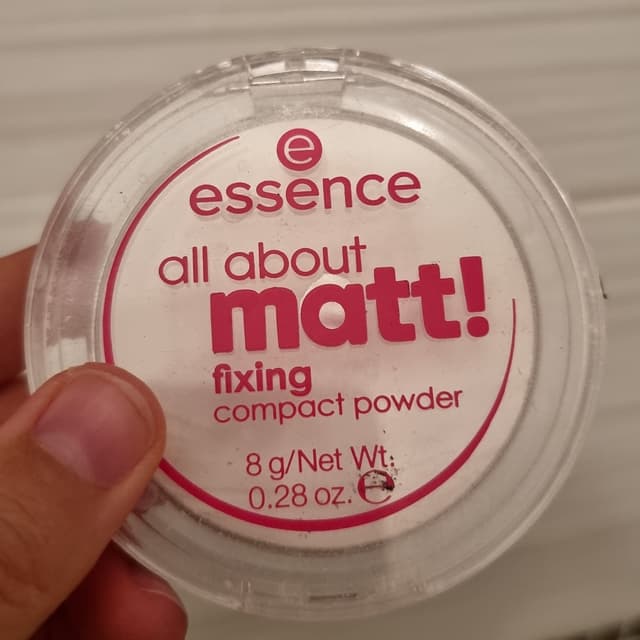 e
essence
all about
matt!
fixing
compact powder
8 g/Net Wt.
0.28 oz. ℮